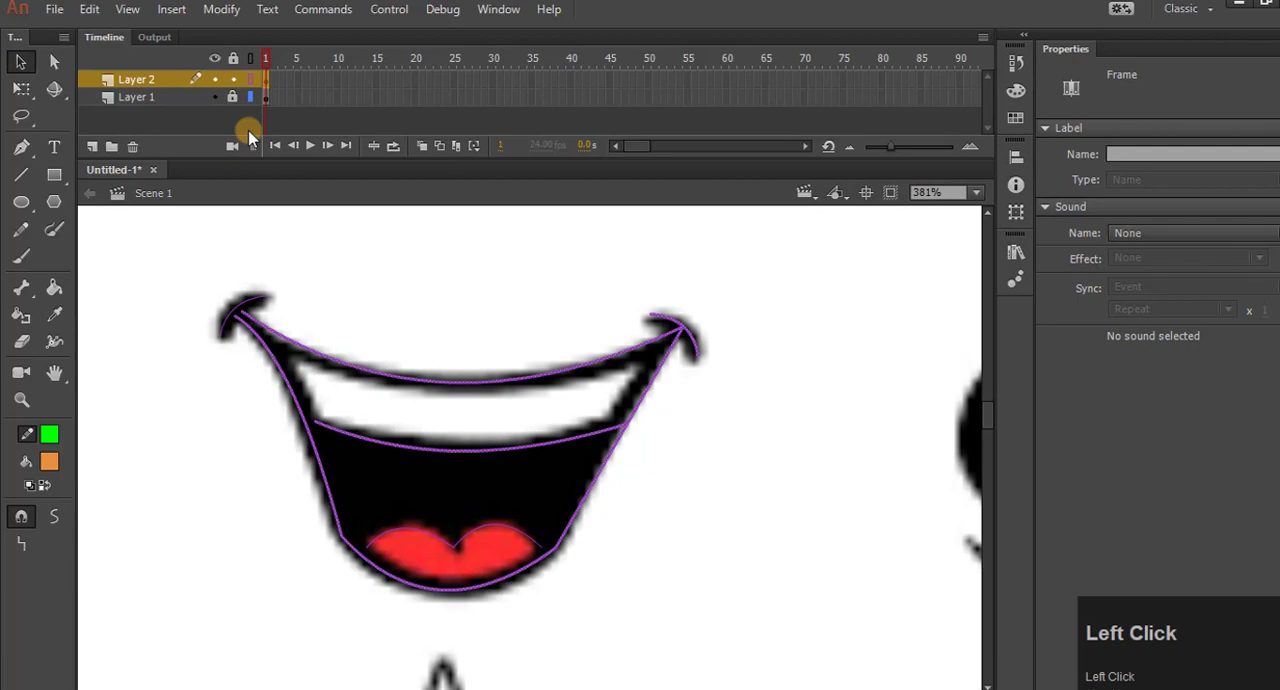 An File Edit View Insert Modify Text Commands Control Debug Window Help Classic
T... Timeline Output
1 5 10 15 20 25 30 35 40 45 50 55 60 65 70 75 80 85 90
Layer 2
Layer 1
1 24.00 fps 0.0 s
Untitled-1* ×
Scene 1 381%
Properties
Frame
Label
Name:
Type: Name
Sound
Name: None
Effect: None
Sync: Event
Repeat x 1
No sound selected
Left Click
Left Click